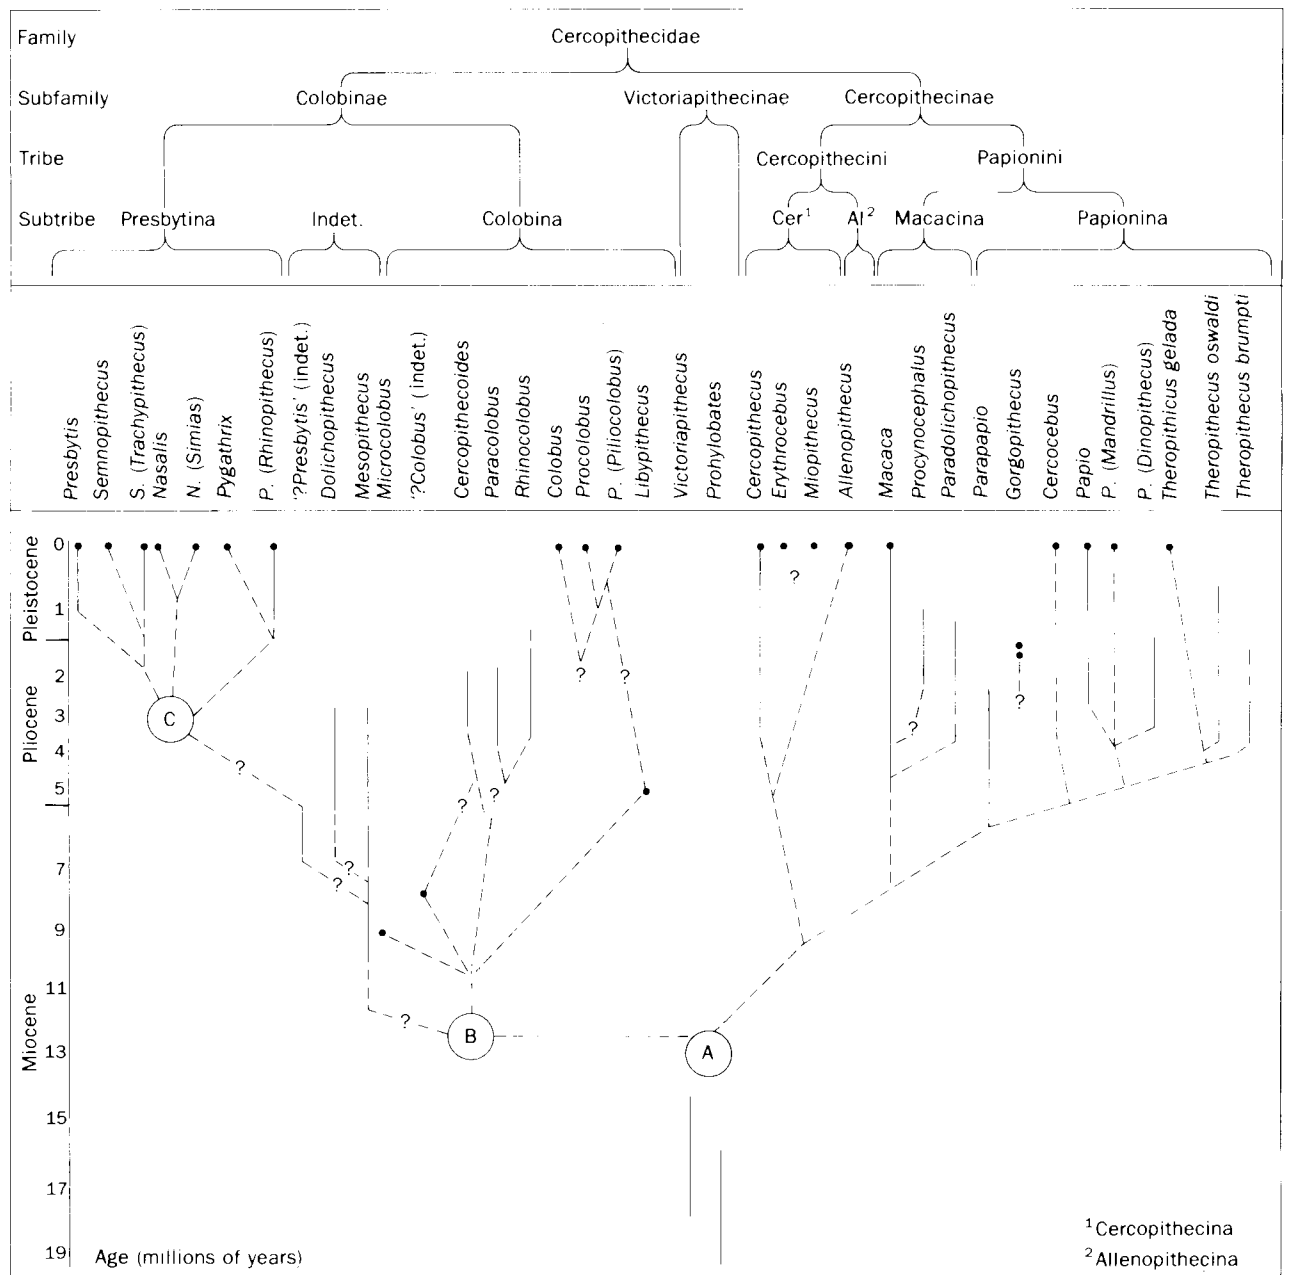 Family Cercopithecidae
Subfamily Colobinae Victoriapithecinae Cercopithecinae
Tribe Cercopithecini Papionini
Subtribe Presbytina Indet. Colobina Cer¹ Al² Macacina Papionina
Presbytis
Semnopithecus
S. (Trachypithecus)
Nasalis
N. (Simias)
Pygathrix
P. (Rhinopithecus)
'?Presbytis' (indet.)
Dolichopithecus
Mesopithecus
Microcolobus
'?Colobus' (indet.)
Cercopithecoides
Paracolobus
Rhinocolobus
Colobus
Procolobus
P. (Piliocolobus)
Libypithecus
Victoriapithecus
Prohylobates
Cercopithecus
Erythrocebus
Miopithecus
Allenopithecus
Macaca
Procynocephalus
Paradolichopithecus
Parapapio
Gorgopithecus
Cercocebus
Papio
P. (Mandrillus)
P. (Dinopithecus)
Theropithicus gelada
Theropithecus oswaldi
Theropithecus brumpti
Pleistocene
Pliocene
Miocene
0
?
1
2 ? ?
3 C ? ?
4
? 5 ? ?
7 ?
?
9
11
? B
13 A
15
17
19 Age (millions of years)
¹Cercopithecina
²Allenopithecina